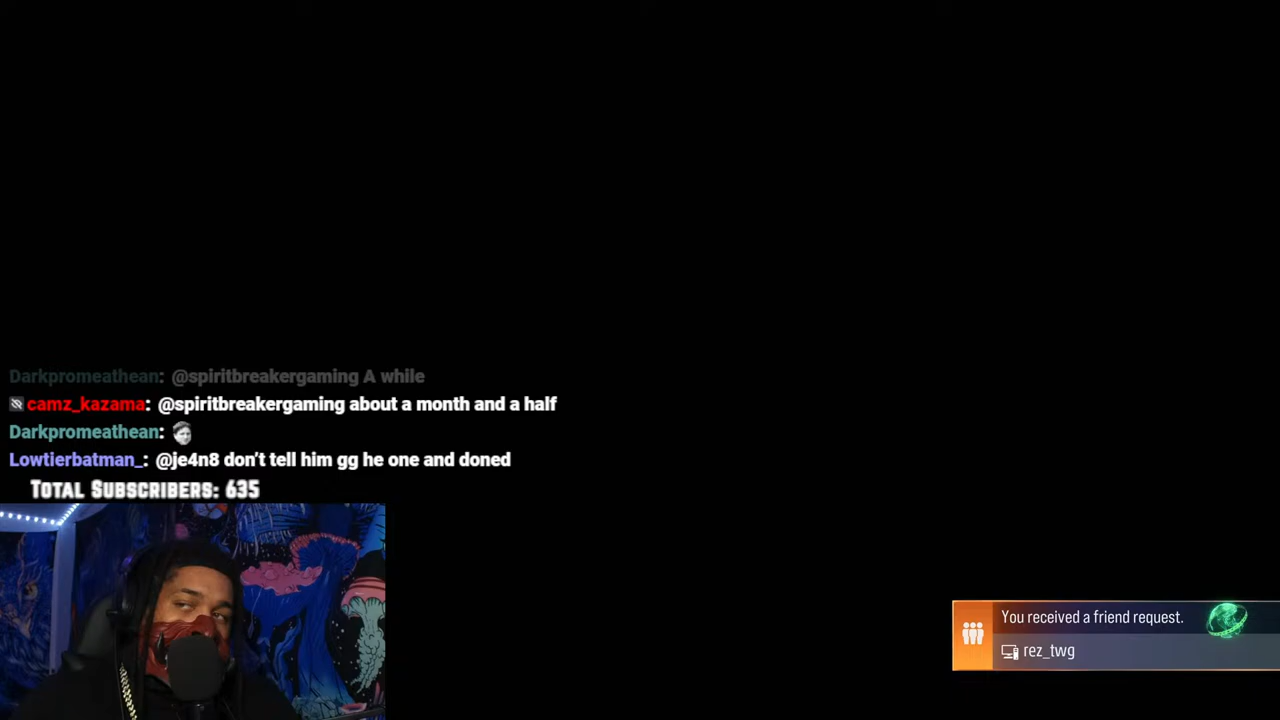 Darkpromeathean: @spiritbreakergaming A while
camz_kazama: @spiritbreakergaming about a month and a half
Darkpromeathean:
Lowtierbatman_: @je4n8 don't tell him gg he one and doned
TOTAL SUBSCRIBERS: 635
You received a friend request.
rez_twg